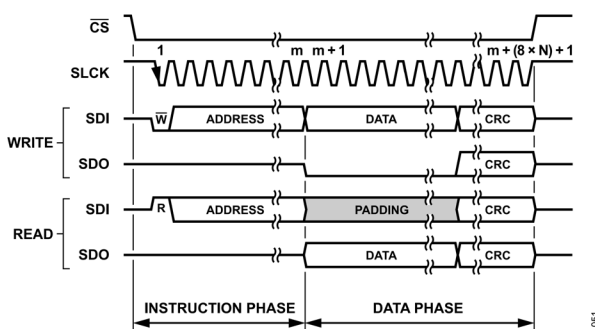 CS
1 m m + 1 m + (8 × N) + 1
SLCK
SDI W ADDRESS DATA CRC
WRITE
SDO CRC
SDI R ADDRESS PADDING CRC
READ
SDO DATA CRC
INSTRUCTION PHASE DATA PHASE
051